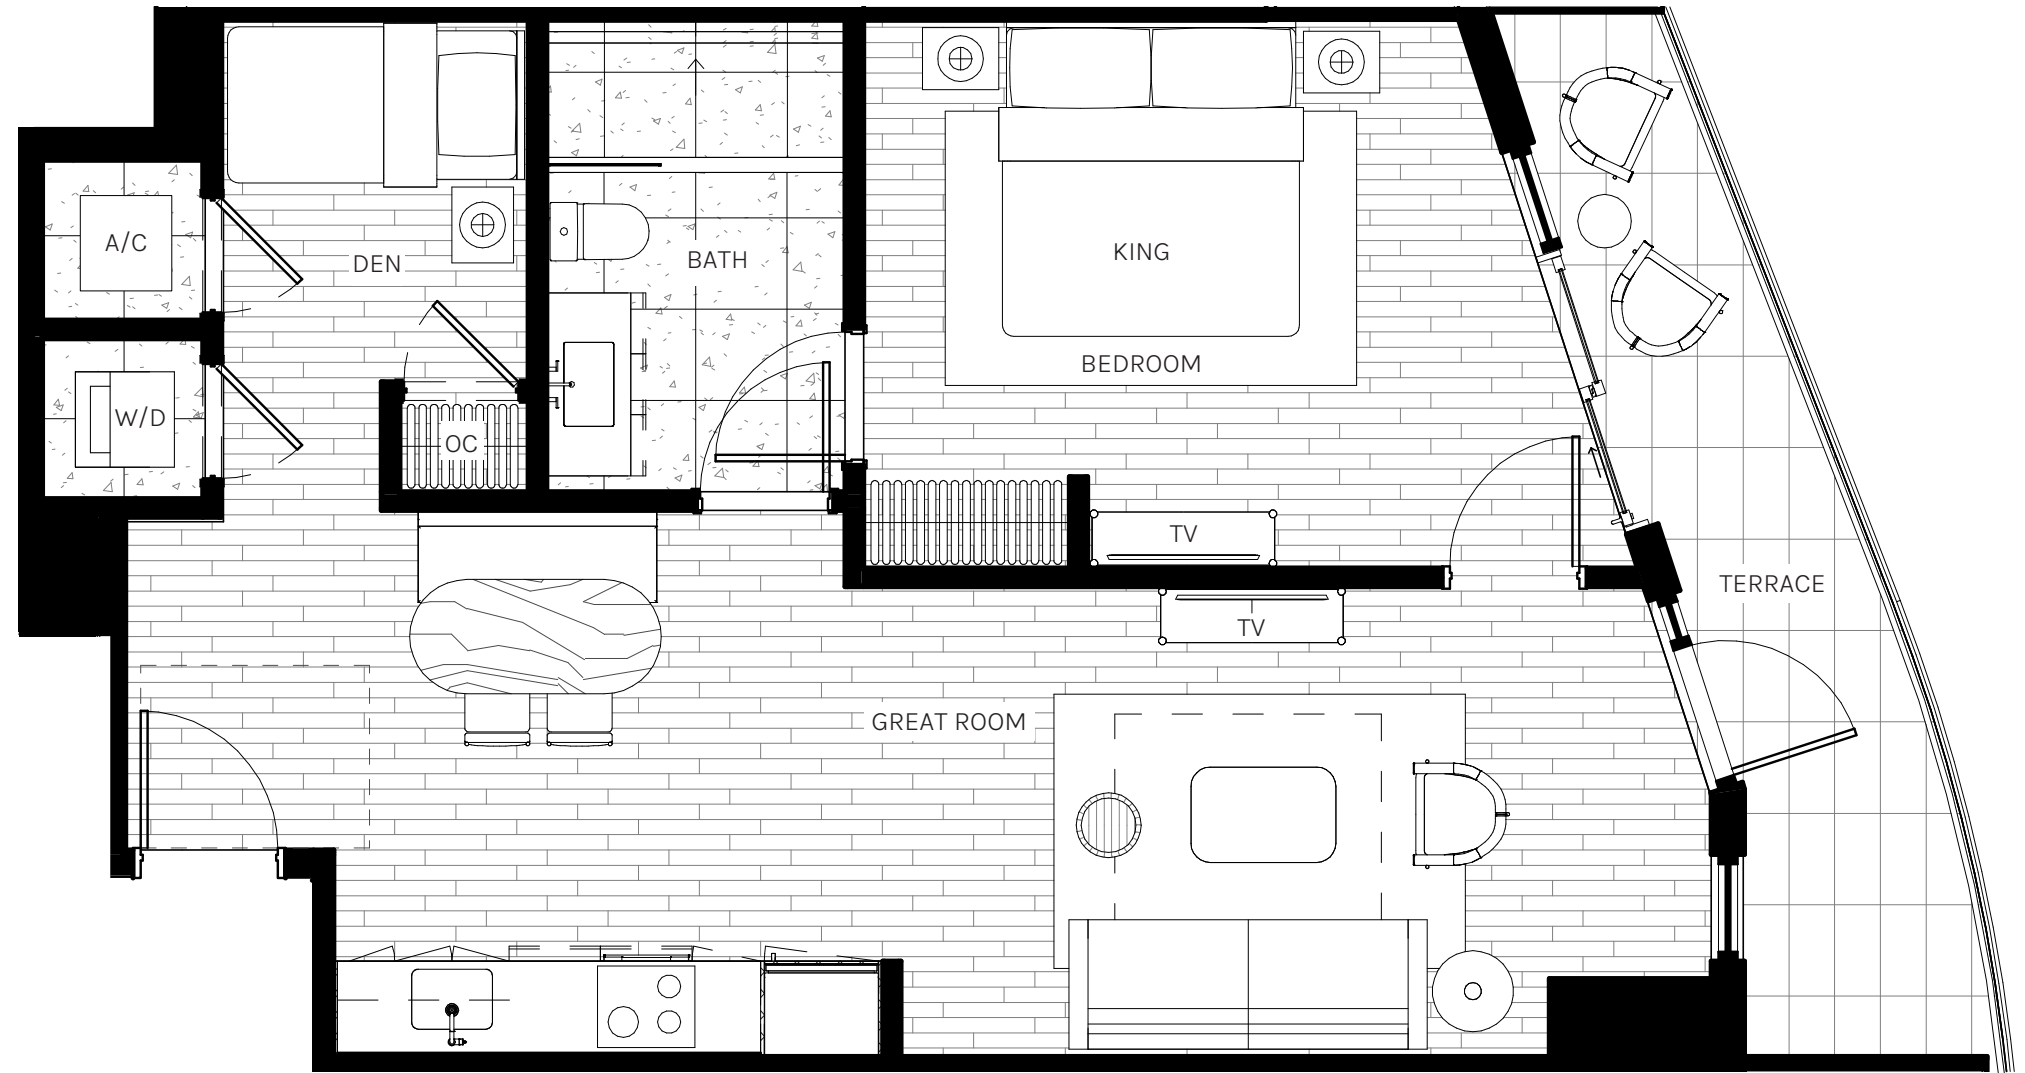 A/C
DEN
BATH
KING
BEDROOM
W/D
OC
TV
TERRACE
TV
GREAT ROOM